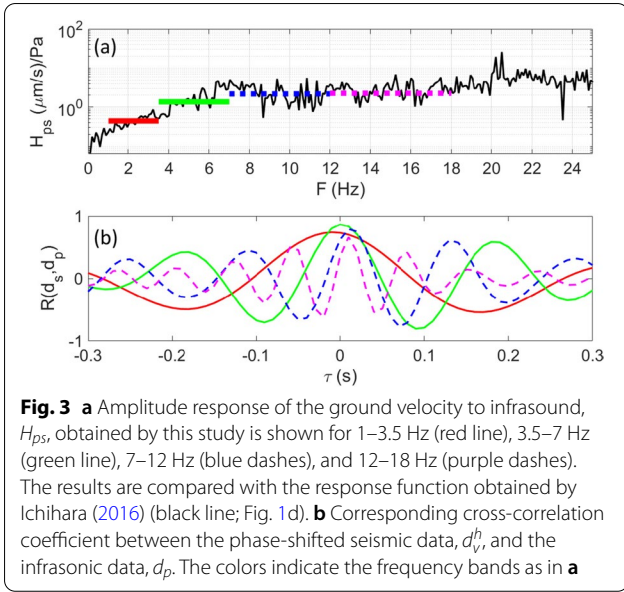 (a)
10²
10⁰
H_ps (μm/s)/Pa
0 2 4 6 8 10 12 14 16 18 20 22 24
F (Hz)
(b)
1
0
-1
R(d_s,d_p)
-0.3 -0.2 -0.1 0 0.1 0.2 0.3
τ (s)
Fig. 3 a Amplitude response of the ground velocity to infrasound,
H_ps, obtained by this study is shown for 1–3.5 Hz (red line), 3.5–7 Hz
(green line), 7–12 Hz (blue dashes), and 12–18 Hz (purple dashes).
The results are compared with the response function obtained by
Ichihara (2016) (black line; Fig. 1d). b Corresponding cross-correlation
coefficient between the phase-shifted seismic data, d_v^h, and the
infrasonic data, d_p. The colors indicate the frequency bands as in a